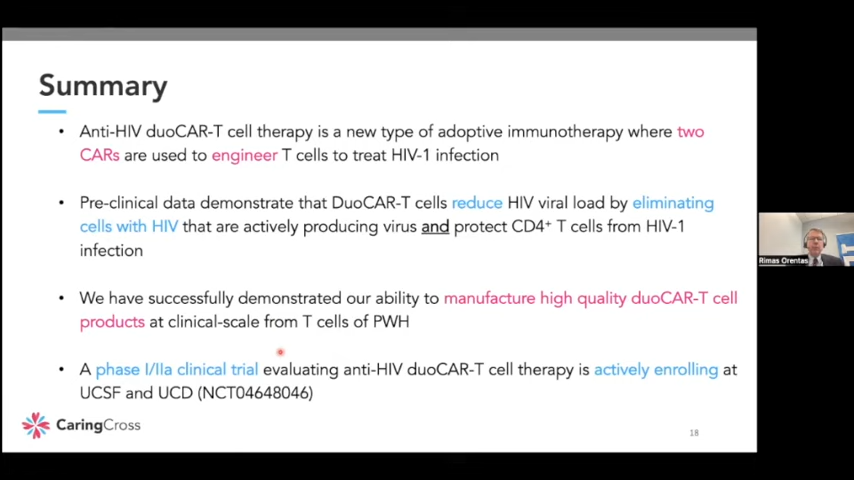 Summary
• Anti-HIV duoCAR-T cell therapy is a new type of adoptive immunotherapy where two
CARs are used to engineer T cells to treat HIV-1 infection
• Pre-clinical data demonstrate that DuoCAR-T cells reduce HIV viral load by eliminating
cells with HIV that are actively producing virus and protect CD4⁺ T cells from HIV-1
infection
• We have successfully demonstrated our ability to manufacture high quality duoCAR-T cell
products at clinical-scale from T cells of PWH
• A phase I/IIa clinical trial evaluating anti-HIV duoCAR-T cell therapy is actively enrolling at
UCSF and UCD (NCT04648046)
CaringCross
18
Rimas Orentas